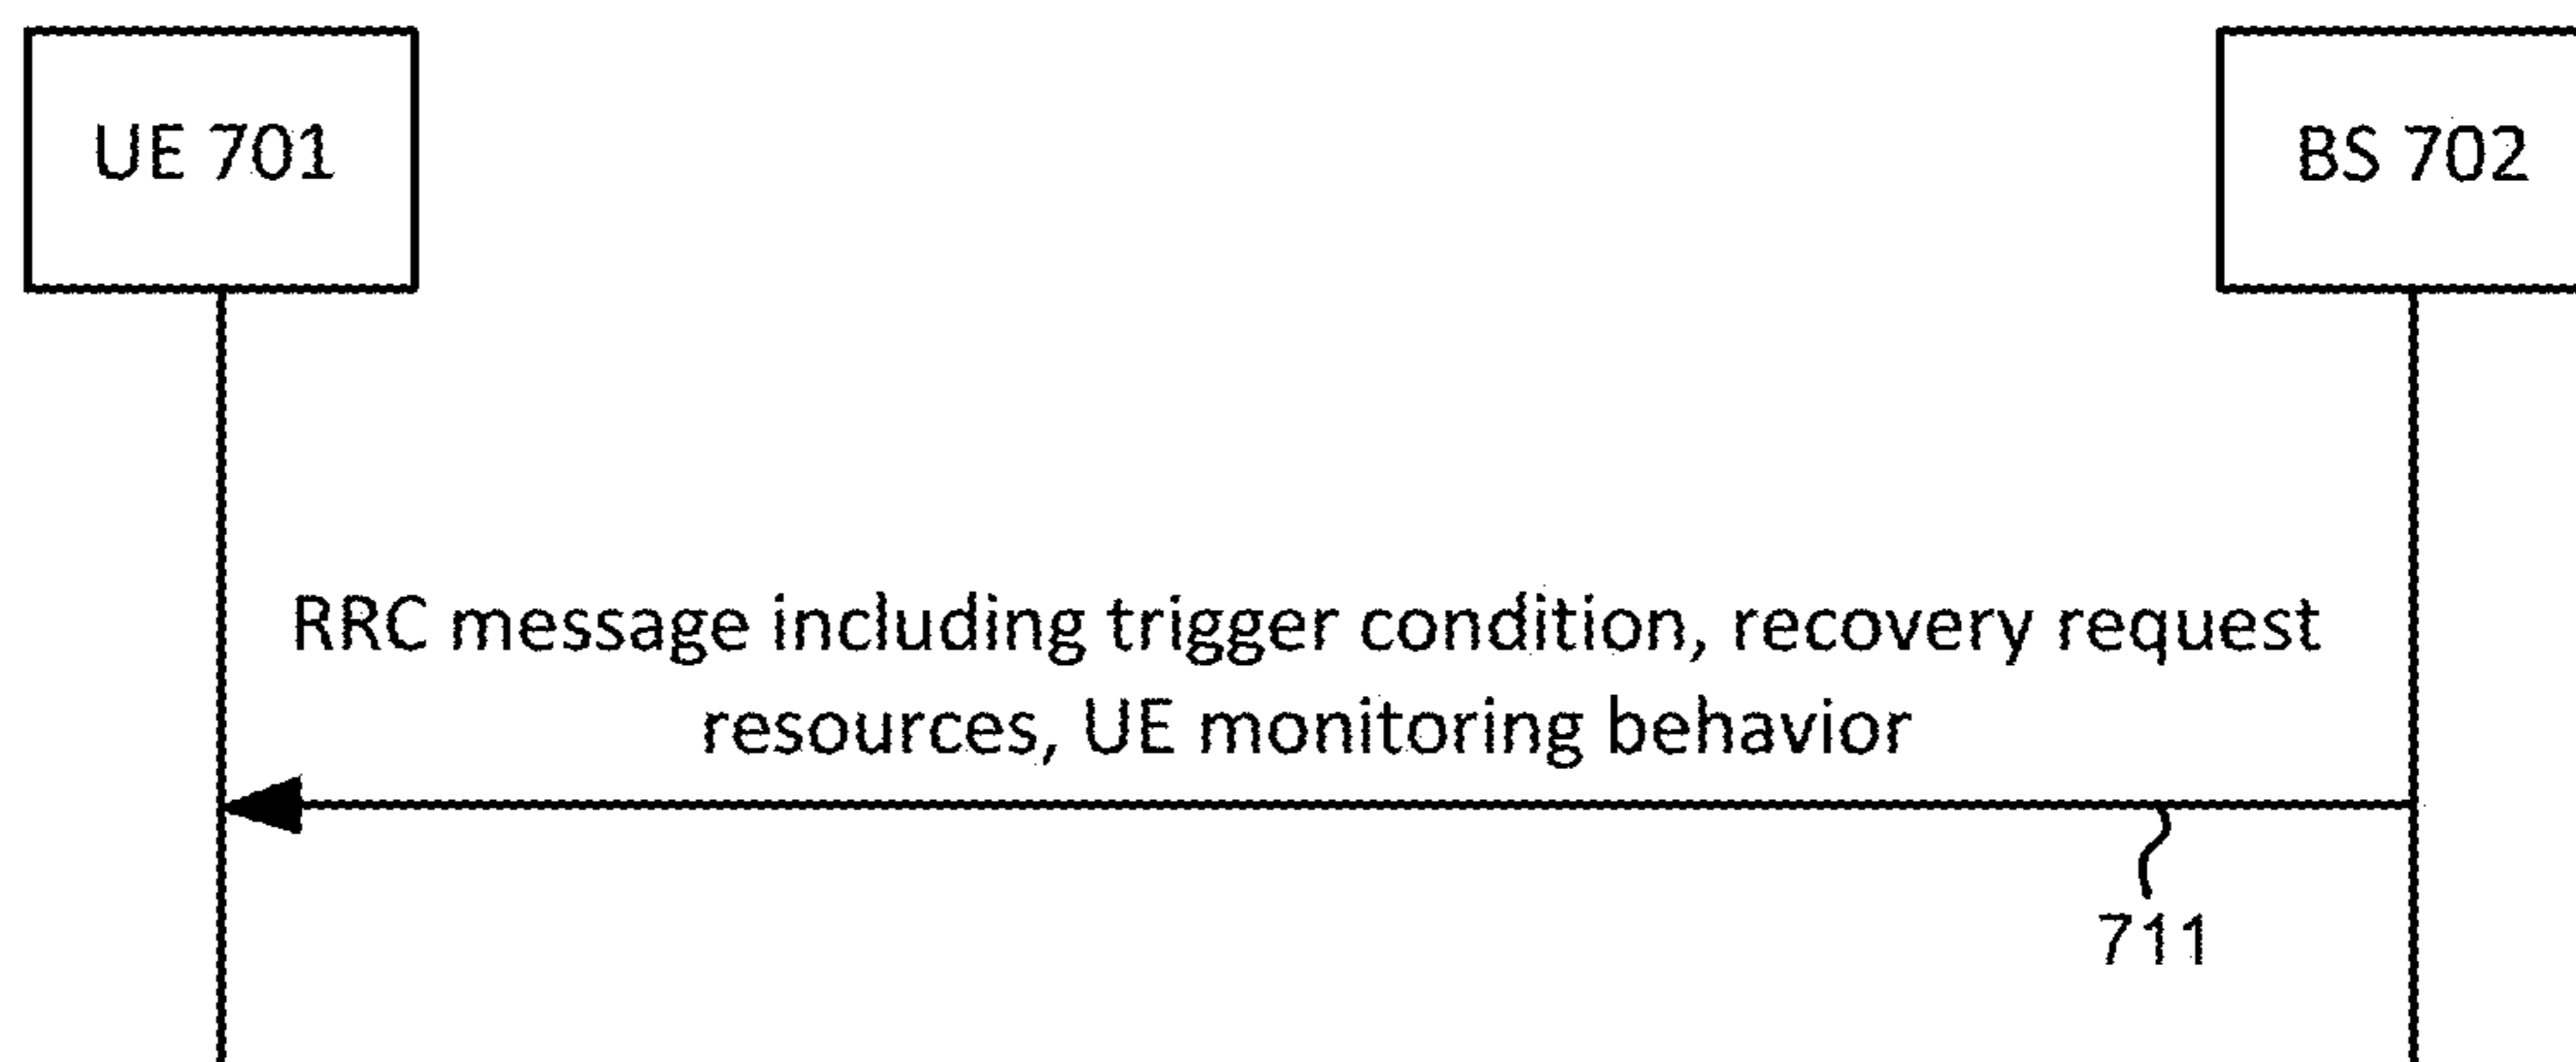 UE 701
BS 702
RRC message including trigger condition, recovery request
resources, UE monitoring behavior
711